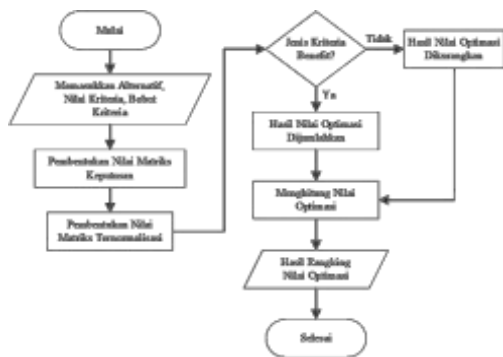 Mulai
Memasukkan Alternatif,
Nilai Kriteria, Bobot
Kriteria
Pembentukan Nilai Matriks
Keputusan
Pembentukan Nilai
Matriks Ternormalisasi
Jenis Kriteria
Benefit?
Tidak
Hasil Nilai Optimasi
Dikurangkan
Ya
Hasil Nilai Optimasi
Dijumlahkan
Menghitung Nilai
Optimasi
Hasil Rangking
Nilai Optimasi
Selesai